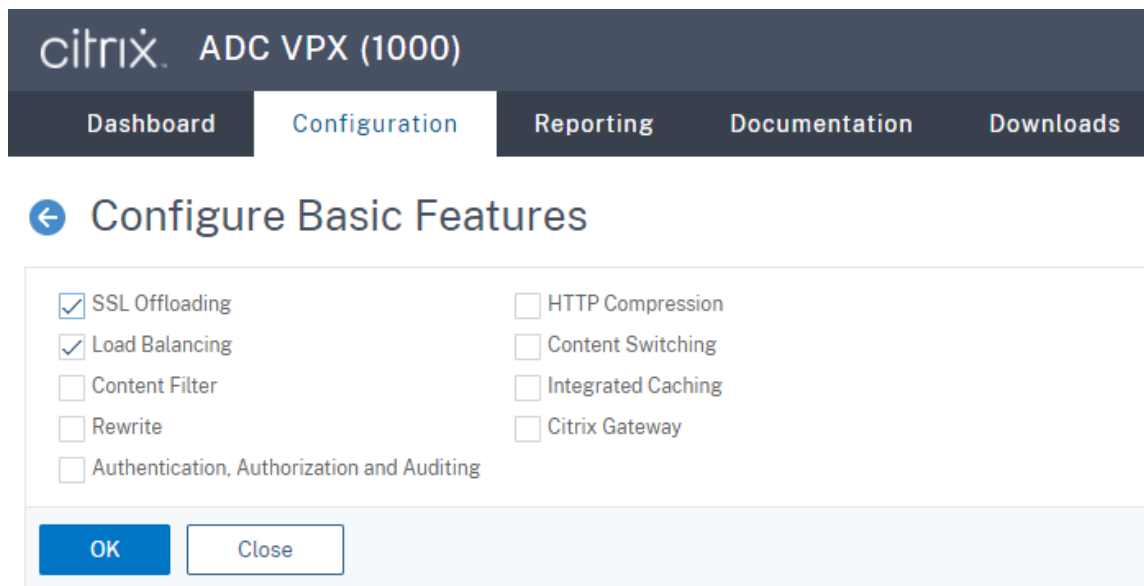 citrix. ADC VPX (1000)
Dashboard Configuration Reporting Documentation Downloads
Configure Basic Features
SSL Offloading HTTP Compression
Load Balancing Content Switching
Content Filter Integrated Caching
Rewrite Citrix Gateway
Authentication, Authorization and Auditing
OK Close